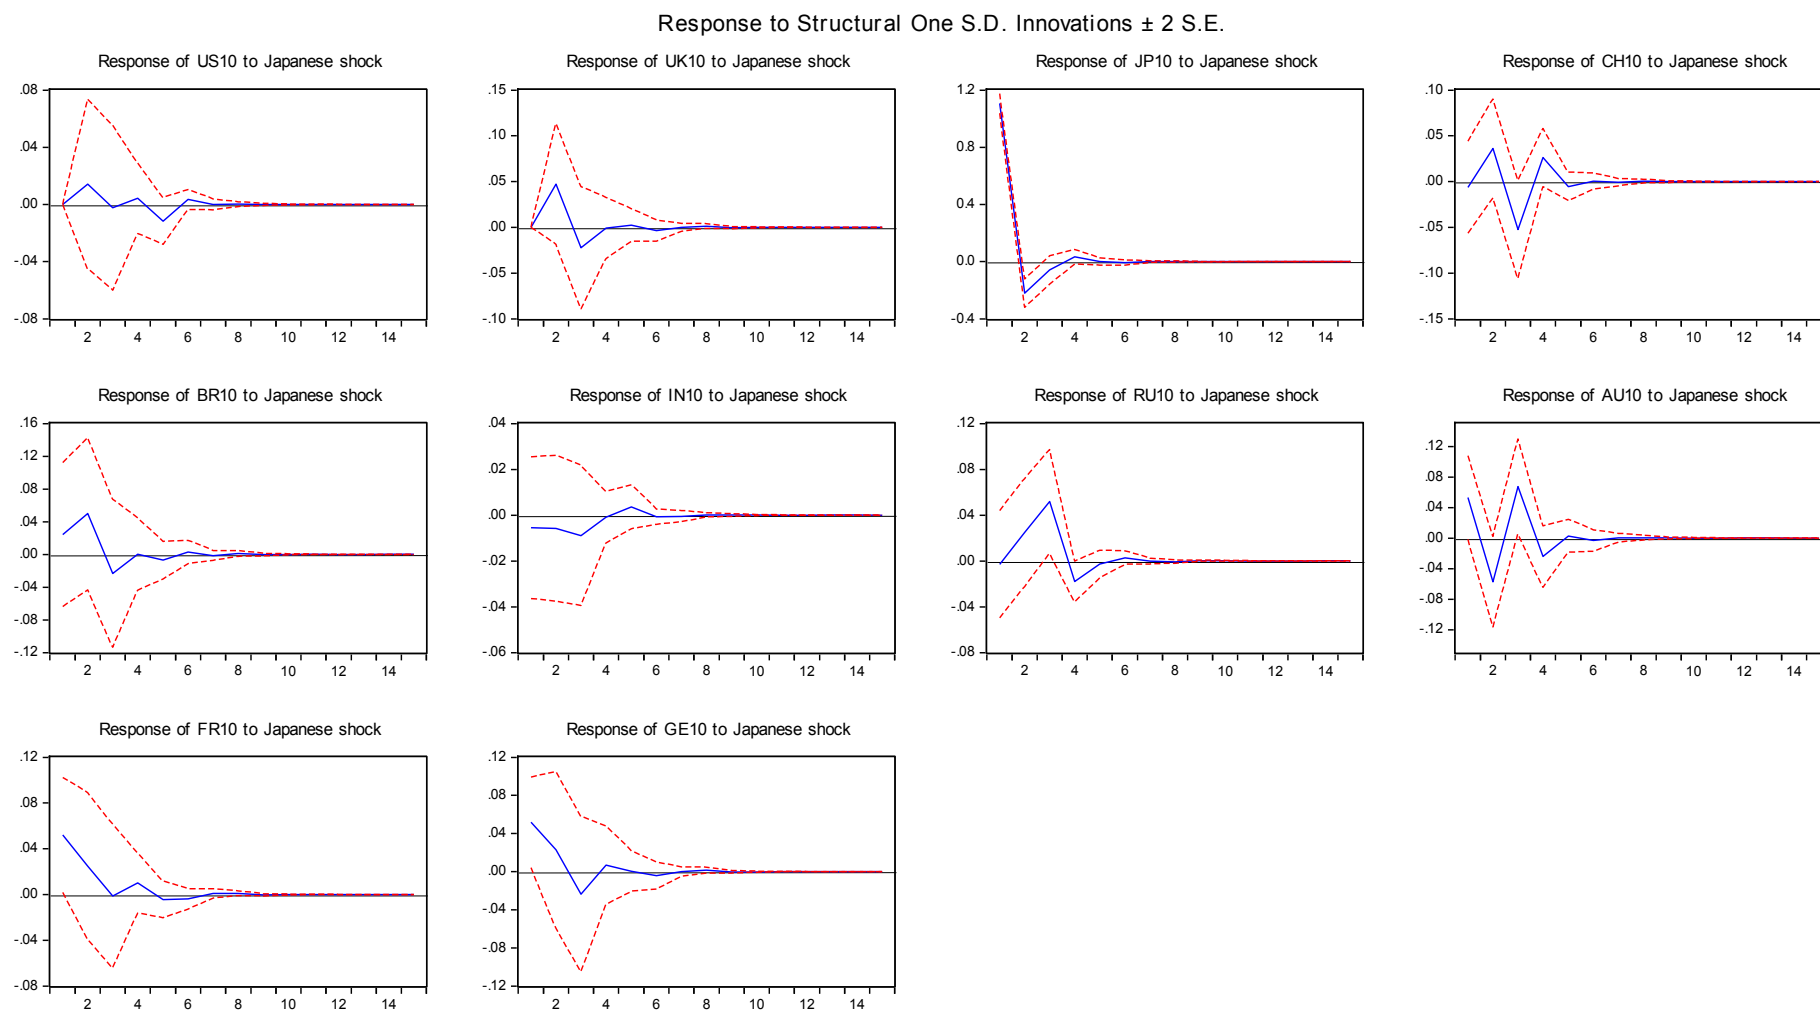 Response to Structural One S.D. Innovations ± 2 S.E.
Response of US10 to Japanese shock
.08
.04
.00
-.04
-.08
2 4 6 8 10 12 14
Response of UK10 to Japanese shock
.15
.10
.05
.00
-.05
-.10
2 4 6 8 10 12 14
Response of JP10 to Japanese shock
1.2
0.8
0.4
0.0
-0.4
2 4 6 8 10 12 14
Response of CH10 to Japanese shock
.10
.05
.00
-.05
-.10
-.15
2 4 6 8 10 12 14
Response of BR10 to Japanese shock
.16
.12
.08
.04
.00
-.04
-.08
-.12
2 4 6 8 10 12 14
Response of IN10 to Japanese shock
.04
.02
.00
-.02
-.04
-.06
2 4 6 8 10 12 14
Response of RU10 to Japanese shock
.12
.08
.04
.00
-.04
-.08
2 4 6 8 10 12 14
Response of AU10 to Japanese shock
.12
.08
.04
.00
-.04
-.08
-.12
2 4 6 8 10 12 14
Response of FR10 to Japanese shock
.12
.08
.04
.00
-.04
-.08
2 4 6 8 10 12 14
Response of GE10 to Japanese shock
.12
.08
.04
.00
-.04
-.08
-.12
2 4 6 8 10 12 14